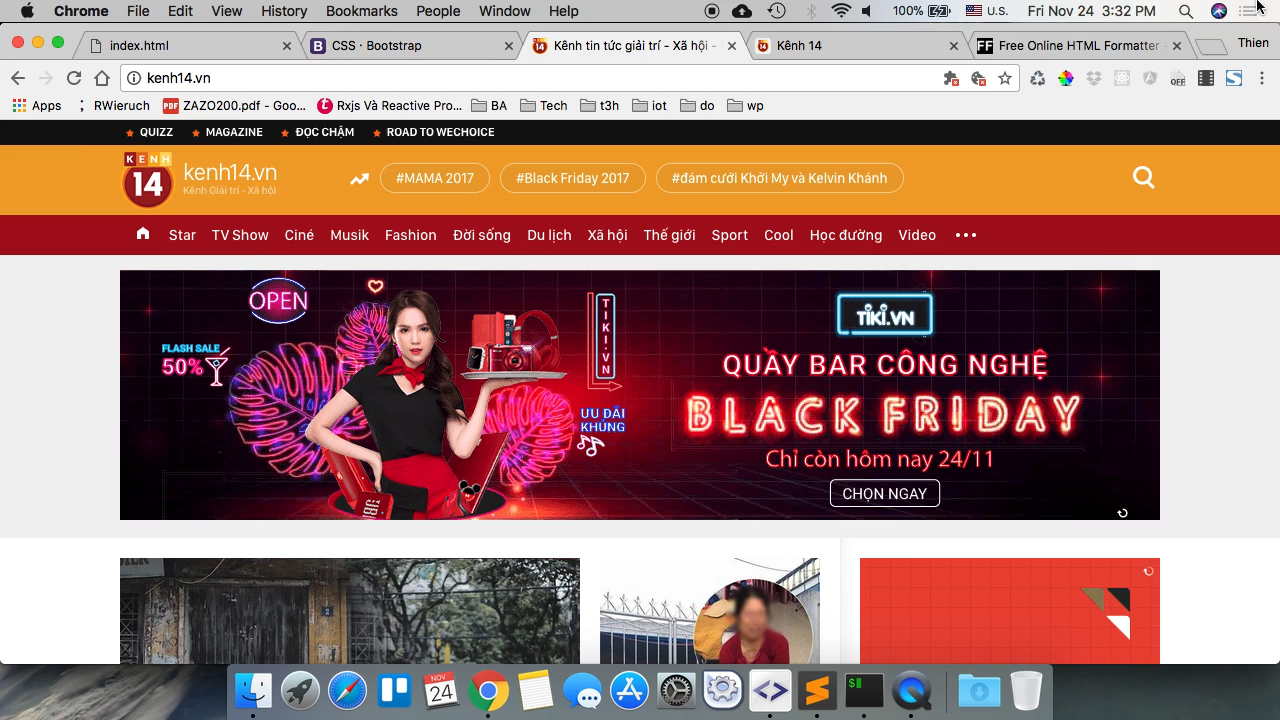 Chrome File Edit View History Bookmarks People Window Help 100% U.S. Fri Nov 24 3:32 PM
index.html CSS · Bootstrap Kênh tin tức giải trí - Xã hội - Kênh 14 Free Online HTML Formatter - Thien
kenh14.vn OFF
Apps RWieruch ZAZO200.pdf - Goo... Rxjs Và Reactive Pro... BA Tech t3h iot do wp
QUIZZ MAGAZINE ĐỌC CHẬM ROAD TO WECHOICE
KENH
14
kenh14.vn
Kênh Giải trí - Xã hội
#MAMA 2017 #Black Friday 2017 #đám cưới Khởi My và Kelvin Khánh
Star TV Show Ciné Musik Fashion Đời sống Du lịch Xã hội Thế giới Sport Cool Học đường Video
OPEN
FLASH SALE
50%
TIKI.VN
ƯU ĐÃI
KHỦNG
TIKI.VN
QUẦY BAR CÔNG NGHỆ
BLACK FRIDAY
Chỉ còn hôm nay 24/11
CHỌN NGAY
2
NOV
24